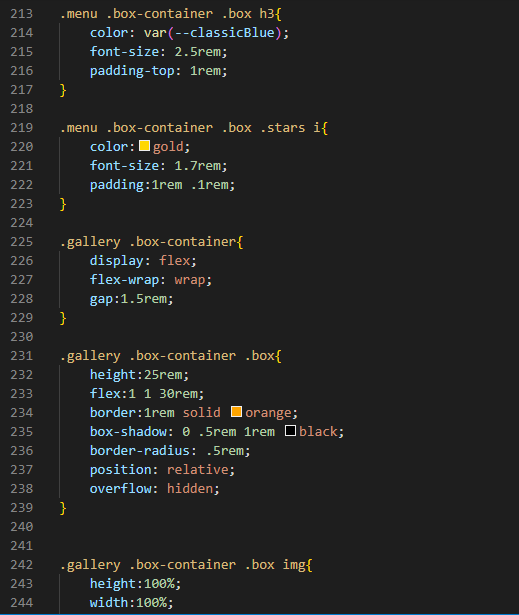 213 .menu .box-container .box h3{
214     color: var(--classicBlue);
215     font-size: 2.5rem;
216     padding-top: 1rem;
217 }
218
219 .menu .box-container .box .stars i{
220     color:gold;
221     font-size: 1.7rem;
222     padding:1rem .1rem;
223 }
224
225 .gallery .box-container{
226     display: flex;
227     flex-wrap: wrap;
228     gap:1.5rem;
229 }
230
231 .gallery .box-container .box{
232     height:25rem;
233     flex:1 1 30rem;
234     border:1rem solid orange;
235     box-shadow: 0 .5rem 1rem black;
236     border-radius: .5rem;
237     position: relative;
238     overflow: hidden;
239 }
240
241
242 .gallery .box-container .box img{
243     height:100%;
244     width:100%;